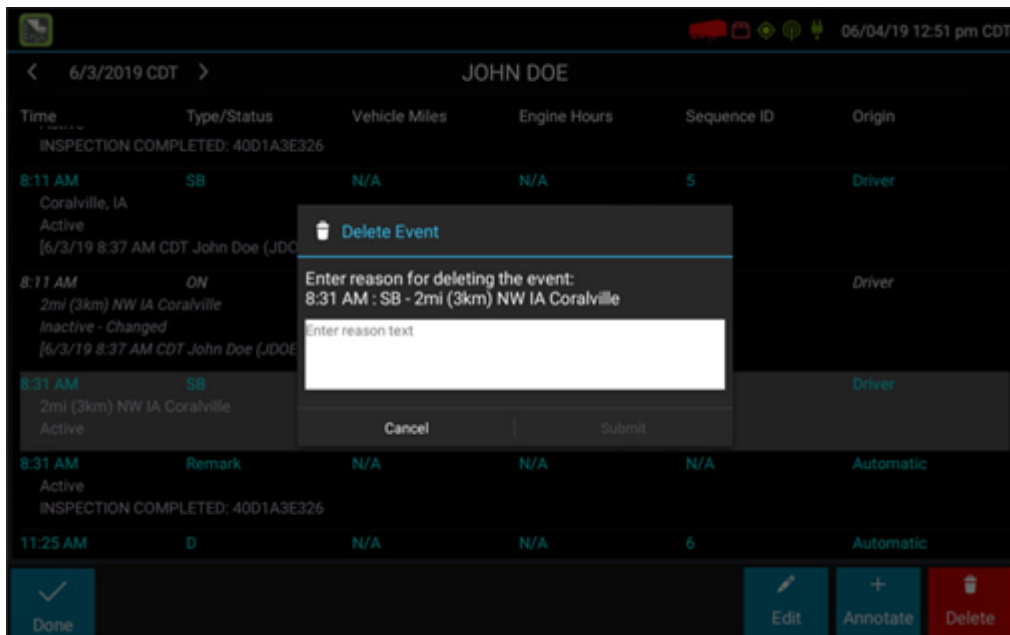 06/04/19 12:51 pm CDT
6/3/2019 CDT JOHN DOE
Time Type/Status Vehicle Miles Engine Hours Sequence ID Origin
Active
INSPECTION COMPLETED: 40D1A3E326
8:11 AM SB N/A N/A 5 Driver
Coralville, IA
Active
[6/3/19 8:37 AM CDT John Doe (JDO
8:11 AM ON Driver
2mi (3km) NW IA Coralville
Inactive - Changed
[6/3/19 8:37 AM CDT John Doe (JDOE
8:31 AM SB Driver
2mi (3km) NW IA Coralville
Active
Delete Event
Enter reason for deleting the event:
8:31 AM : SB - 2mi (3km) NW IA Coralville
Enter reason text
Cancel Submit
8:31 AM Remark N/A N/A N/A Automatic
Active
INSPECTION COMPLETED: 40D1A3E326
11:25 AM D N/A N/A 6 Automatic
Done Edit Annotate Delete